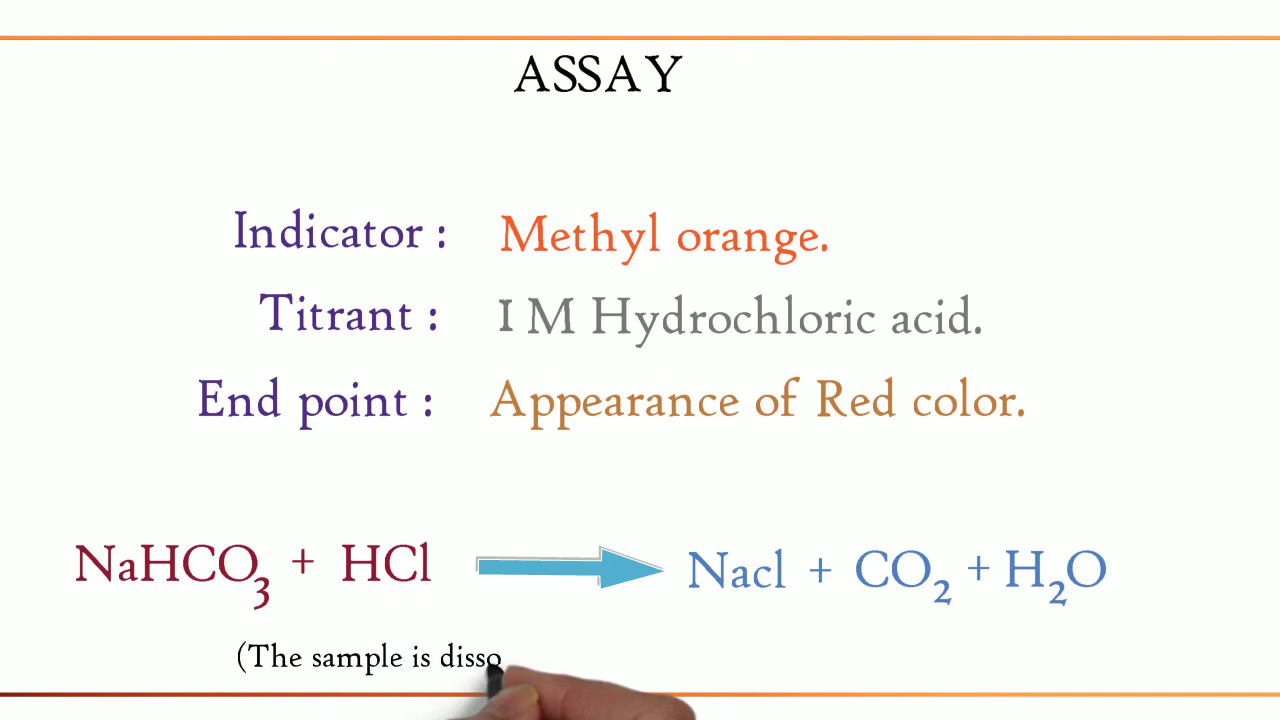 ASSAY
Indicator : Methyl orange.
Titrant : 1 M Hydrochloric acid.
End point : Appearance of Red color.
NaHCO3 + HCl Nacl + CO2 + H2O
(The sample is disso